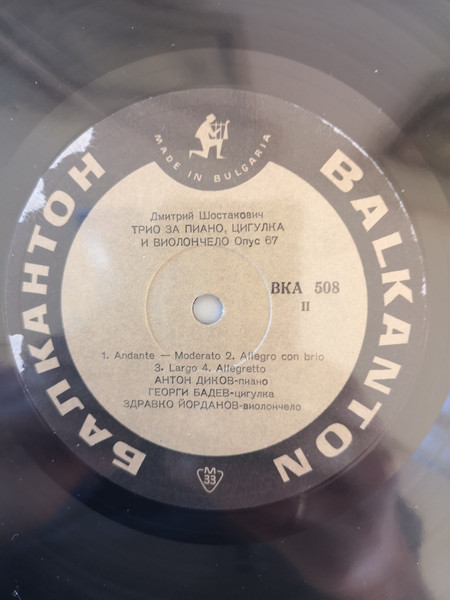 MADE IN BULGARIA
БАЛКАНТОН
BALKANTON
Дмитрий Шостакович
ТРИО ЗА ПИАНО, ЦИГУЛКА
И ВИОЛОНЧЕЛО Опус 67
ВКА 508
II
1. Andante — Moderato 2. Allegro con brio
3. Largo 4. Allegretto
АНТОН ДИКОВ-пиано
ГЕОРГИ БАДЕВ-цигулка
ЗДРАВКО ЙОРДАНОВ-виолончело
M
33